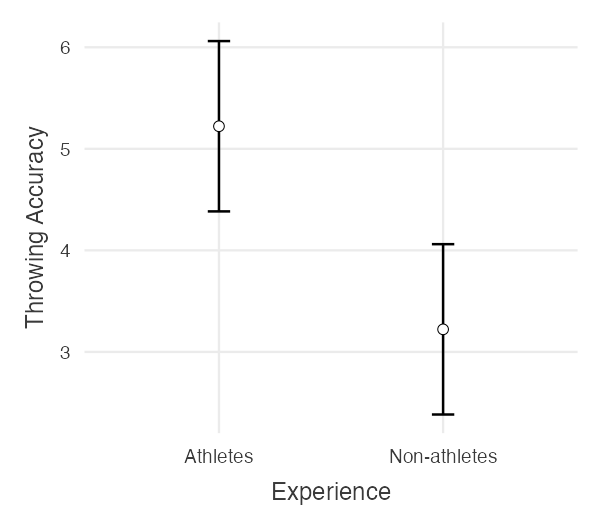 Throwing Accuracy
6
5
4
3
Athletes
Non-athletes
Experience